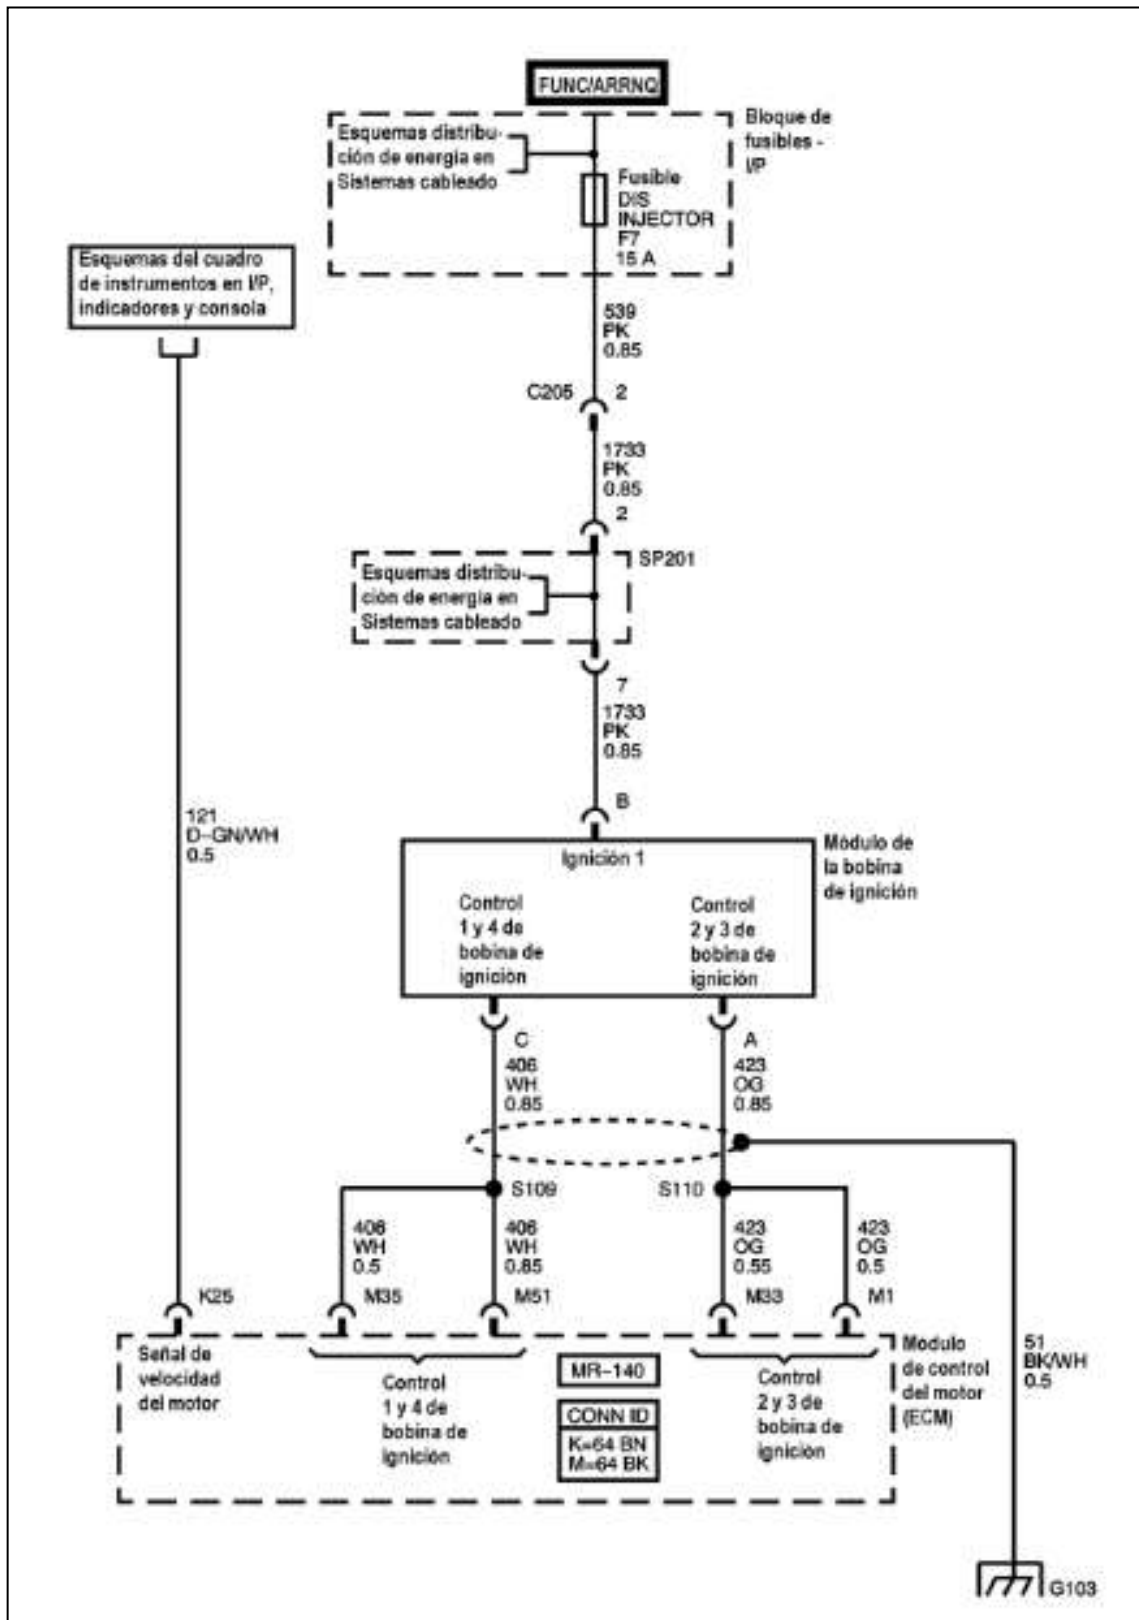 FUNC/ARRNQ
Bloque de
fusibles -
I/P
Esquemas distribu-
ción de energía en
Sistemas cableado
Fusible
DIS
INJECTOR
F7
15 A
Esquemas del cuadro
de instrumentos en I/P,
indicadores y consola
539
PK
0.85
C205
2
1733
PK
0.85
2
SP201
Esquemas distribu-
ción de energía en
Sistemas cableado
7
1733
PK
0.85
121
D-GN/WH
0.5
B
Ignición 1
Módulo de
la bobina
de ignición
Control
1 y 4 de
bobina de
ignición
Control
2 y 3 de
bobina de
ignición
C
406
WH
0.85
A
423
OG
0.85
S109
S110
406
WH
0.5
406
WH
0.85
423
OG
0.55
423
OG
0.5
K25
M35
M51
M33
M1
51
BK/WH
0.5
Señal de
velocidad
del motor
Control
1 y 4 de
bobina de
ignición
MR-140
CONN ID
K=64 BN
M=64 BK
Control
2 y 3 de
bobina de
ignición
Módulo
de control
del motor
(ECM)
G103